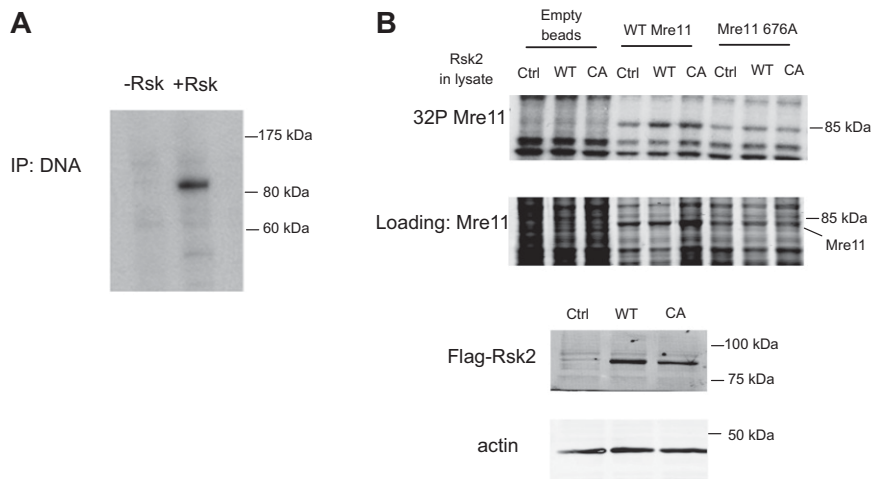 A
-Rsk +Rsk
IP: DNA
175 kDa
80 kDa
60 kDa
B
Empty beads
WT Mre11
Mre11 676A
Rsk2 in lysate
Ctrl WT CA Ctrl WT CA Ctrl WT CA
32P Mre11
85 kDa
Loading: Mre11
85 kDa
Mre11
Ctrl WT CA
Flag-Rsk2
100 kDa
75 kDa
actin
50 kDa